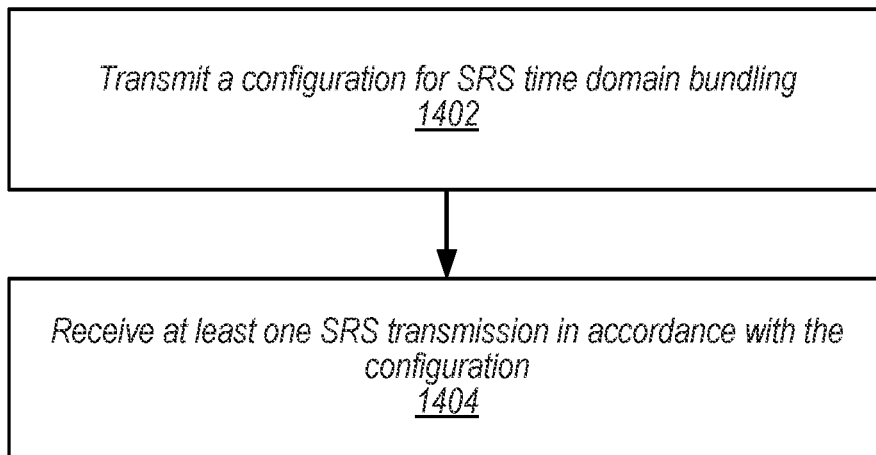 Transmit a configuration for SRS time domain bundling
1402
Receive at least one SRS transmission in accordance with the
configuration
1404